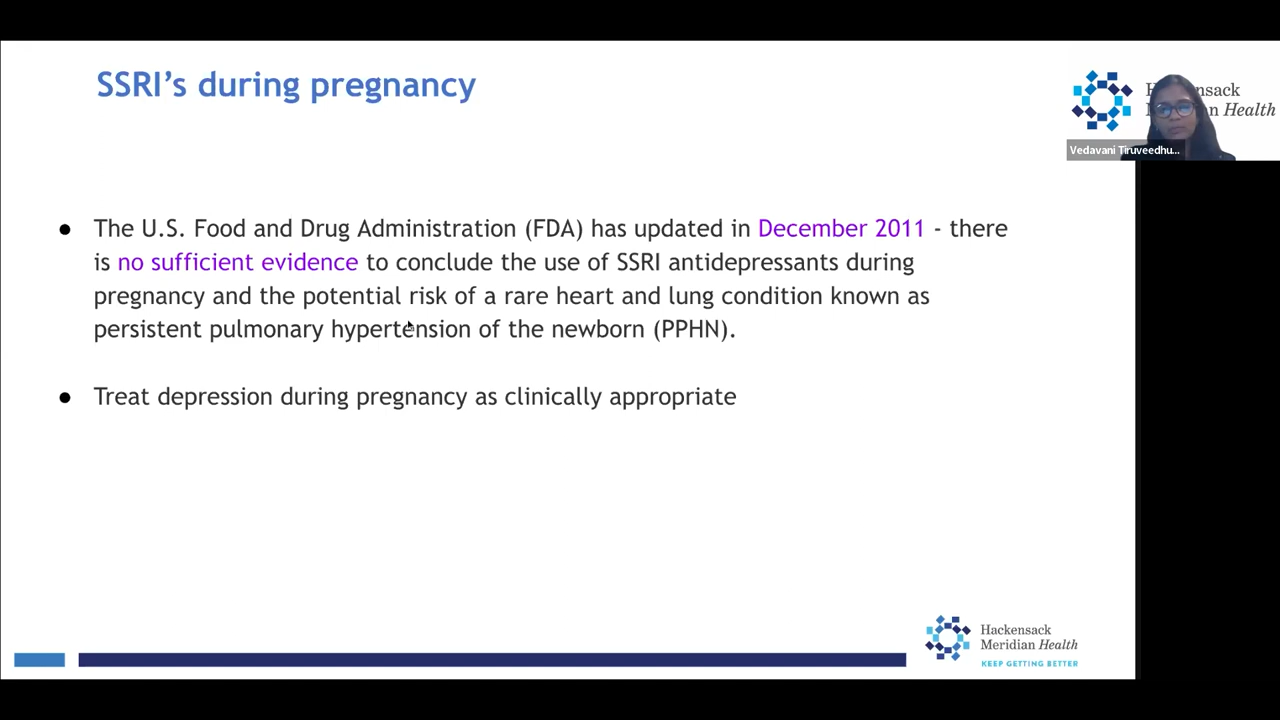 SSRI's during pregnancy
Hackensack
Meridian Health
Vedavani Tiruveedhu...
● The U.S. Food and Drug Administration (FDA) has updated in December 2011 - there
is no sufficient evidence to conclude the use of SSRI antidepressants during
pregnancy and the potential risk of a rare heart and lung condition known as
persistent pulmonary hypertension of the newborn (PPHN).
● Treat depression during pregnancy as clinically appropriate
Hackensack
Meridian Health
KEEP GETTING BETTER